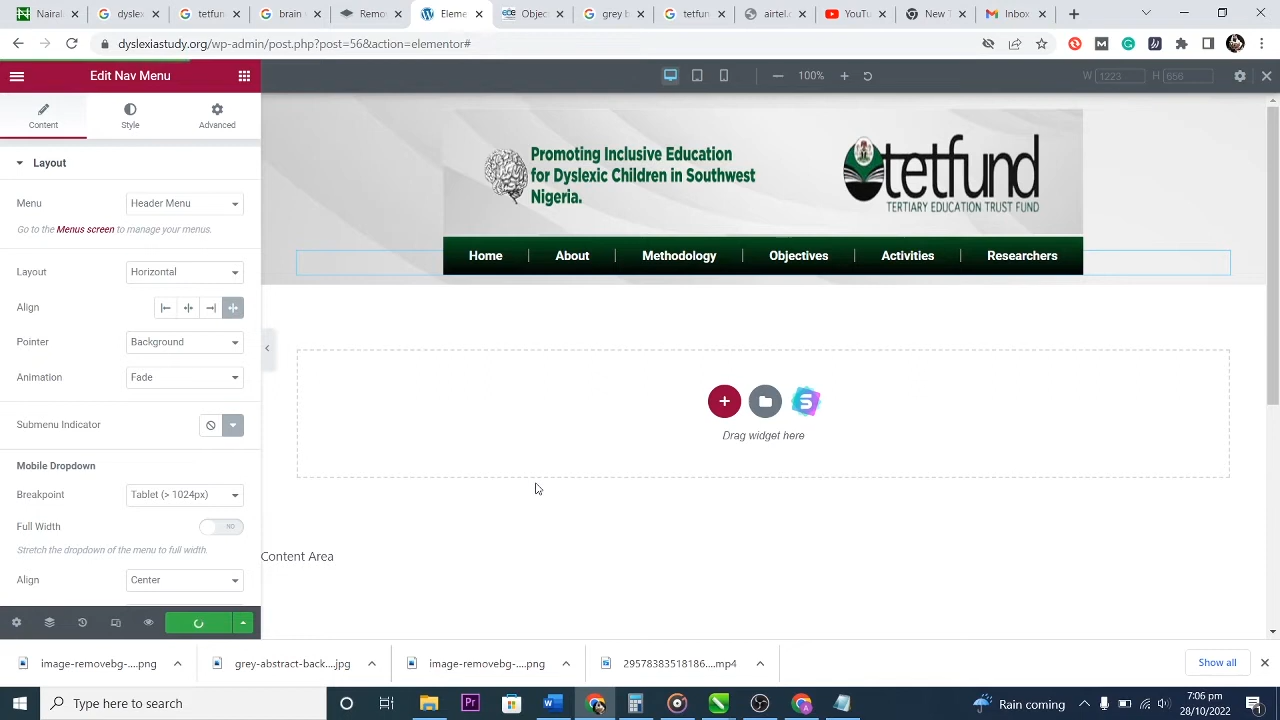 N
Grap
tetfu
brain
Remo
Eleme
Object
grey b
tetfun
airtel.c
YouTu
New T
Inbox
dyslexiastudy.org/wp-admin/post.php?post=56&action=elementor#
Edit Nav Menu
100%
W 1223 H 656
Content
Style
Advanced
Layout
Menu
Header Menu
Go to the Menus screen to manage your menus.
Layout
Horizontal
Align
Pointer
Background
Animation
Fade
Submenu Indicator
Mobile Dropdown
Breakpoint
Tablet (> 1024px)
Full Width
NO
Stretch the dropdown of the menu to full width.
Align
Center
Promoting Inclusive Education
for Dyslexic Children in Southwest
Nigeria.
tetfund
TERTIARY EDUCATION TRUST FUND
Home
About
Methodology
Objectives
Activities
Researchers
Drag widget here
Content Area
image-removebg-....png
grey-abstract-back....jpg
image-removebg-....png
29578383518186....mp4
Show all
Type here to search
Rain coming
7:06 pm
28/10/2022